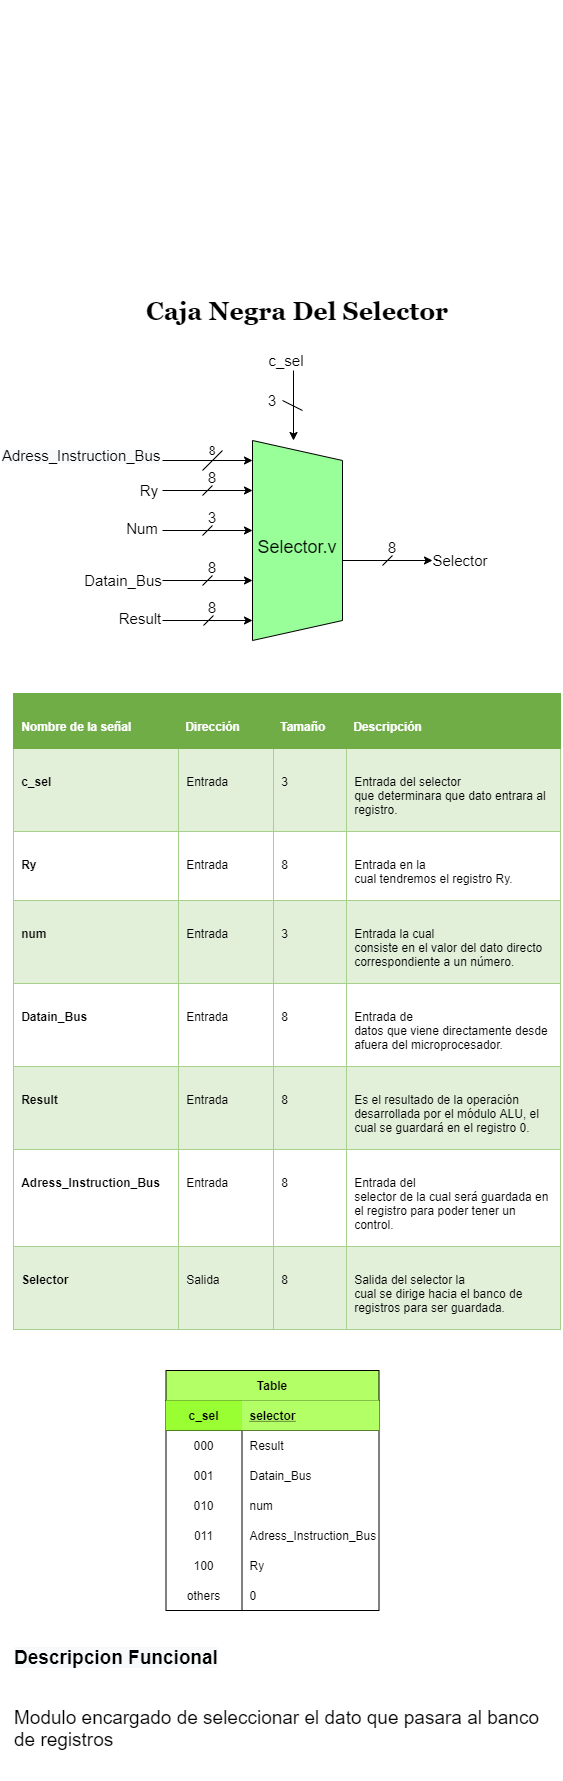 Caja Negra Del Selector
c_sel
3
Adress_Instruction_Bus
8
Ry
8
Num
3
Selector.v
8
Selector
Datain_Bus
8
Result
8
Nombre de la señal Dirección Tamaño Descripción
c_sel Entrada 3 Entrada del selector
que determinara que dato entrara al
registro.
Ry Entrada 8 Entrada en la
cual tendremos el registro Ry.
num Entrada 3 Entrada la cual
consiste en el valor del dato directo
correspondiente a un número.
Datain_Bus Entrada 8 Entrada de
datos que viene directamente desde
afuera del microprocesador.
Result Entrada 8 Es el resultado de la operación
desarrollada por el módulo ALU, el
cual se guardará en el registro 0.
Adress_Instruction_Bus Entrada 8 Entrada del
selector de la cual será guardada en
el registro para poder tener un
control.
Selector Salida 8 Salida del selector la
cual se dirige hacia el banco de
registros para ser guardada.
Table
c_sel selector
000 Result
001 Datain_Bus
010 num
011 Adress_Instruction_Bus
100 Ry
others 0
Descripcion Funcional
Modulo encargado de seleccionar el dato que pasara al banco
de registros